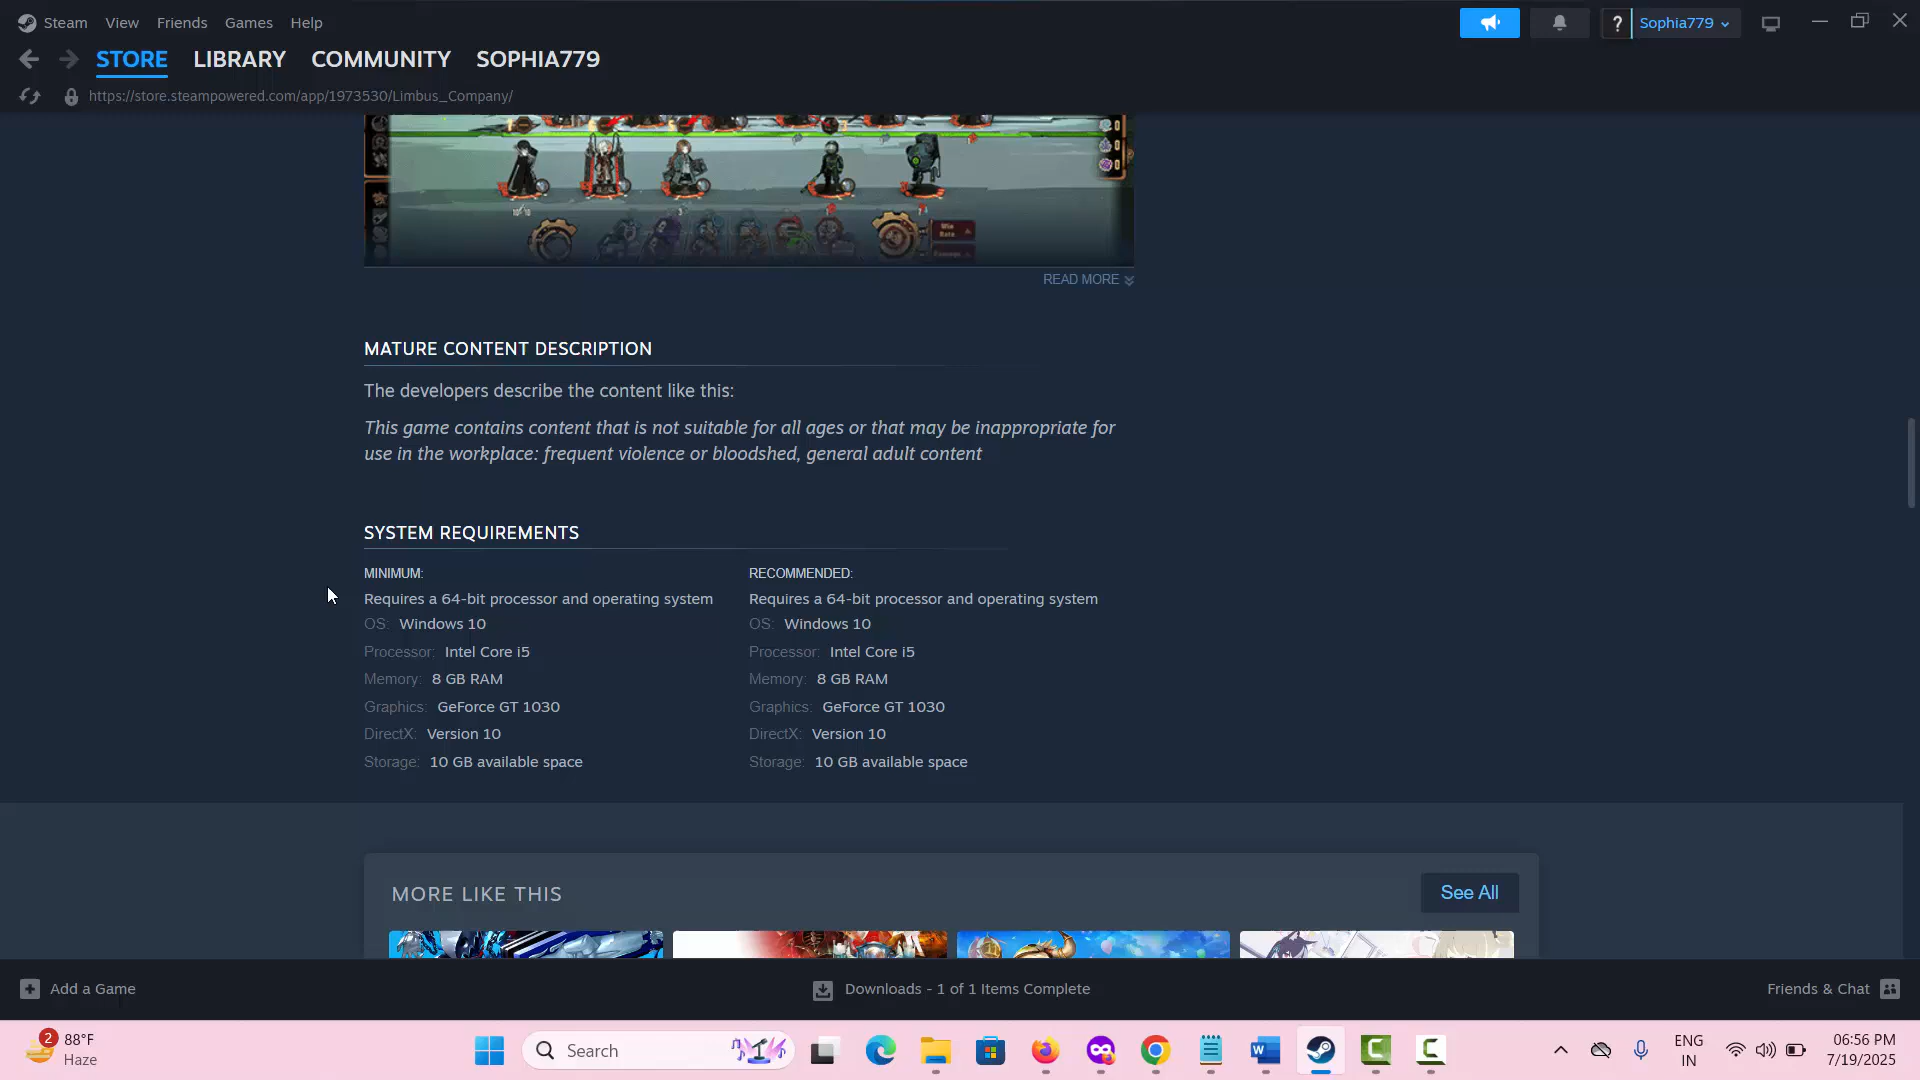 Steam View Friends Games Help
? Sophia779
STORE LIBRARY COMMUNITY SOPHIA779
https://store.steampowered.com/app/1973530/Limbus_Company/
Win
Rate
READ MORE
MATURE CONTENT DESCRIPTION
The developers describe the content like this:
This game contains content that is not suitable for all ages or that may be inappropriate for
use in the workplace: frequent violence or bloodshed, general adult content
SYSTEM REQUIREMENTS
MINIMUM: RECOMMENDED:
Requires a 64-bit processor and operating system Requires a 64-bit processor and operating system
OS: Windows 10 OS: Windows 10
Processor: Intel Core i5 Processor: Intel Core i5
Memory: 8 GB RAM Memory: 8 GB RAM
Graphics: GeForce GT 1030 Graphics: GeForce GT 1030
DirectX: Version 10 DirectX: Version 10
Storage: 10 GB available space Storage: 10 GB available space
MORE LIKE THIS See All
Add a Game Downloads - 1 of 1 Items Complete Friends & Chat
2 88°F
Haze
Search
W
ENG
IN
06:56 PM
7/19/2025